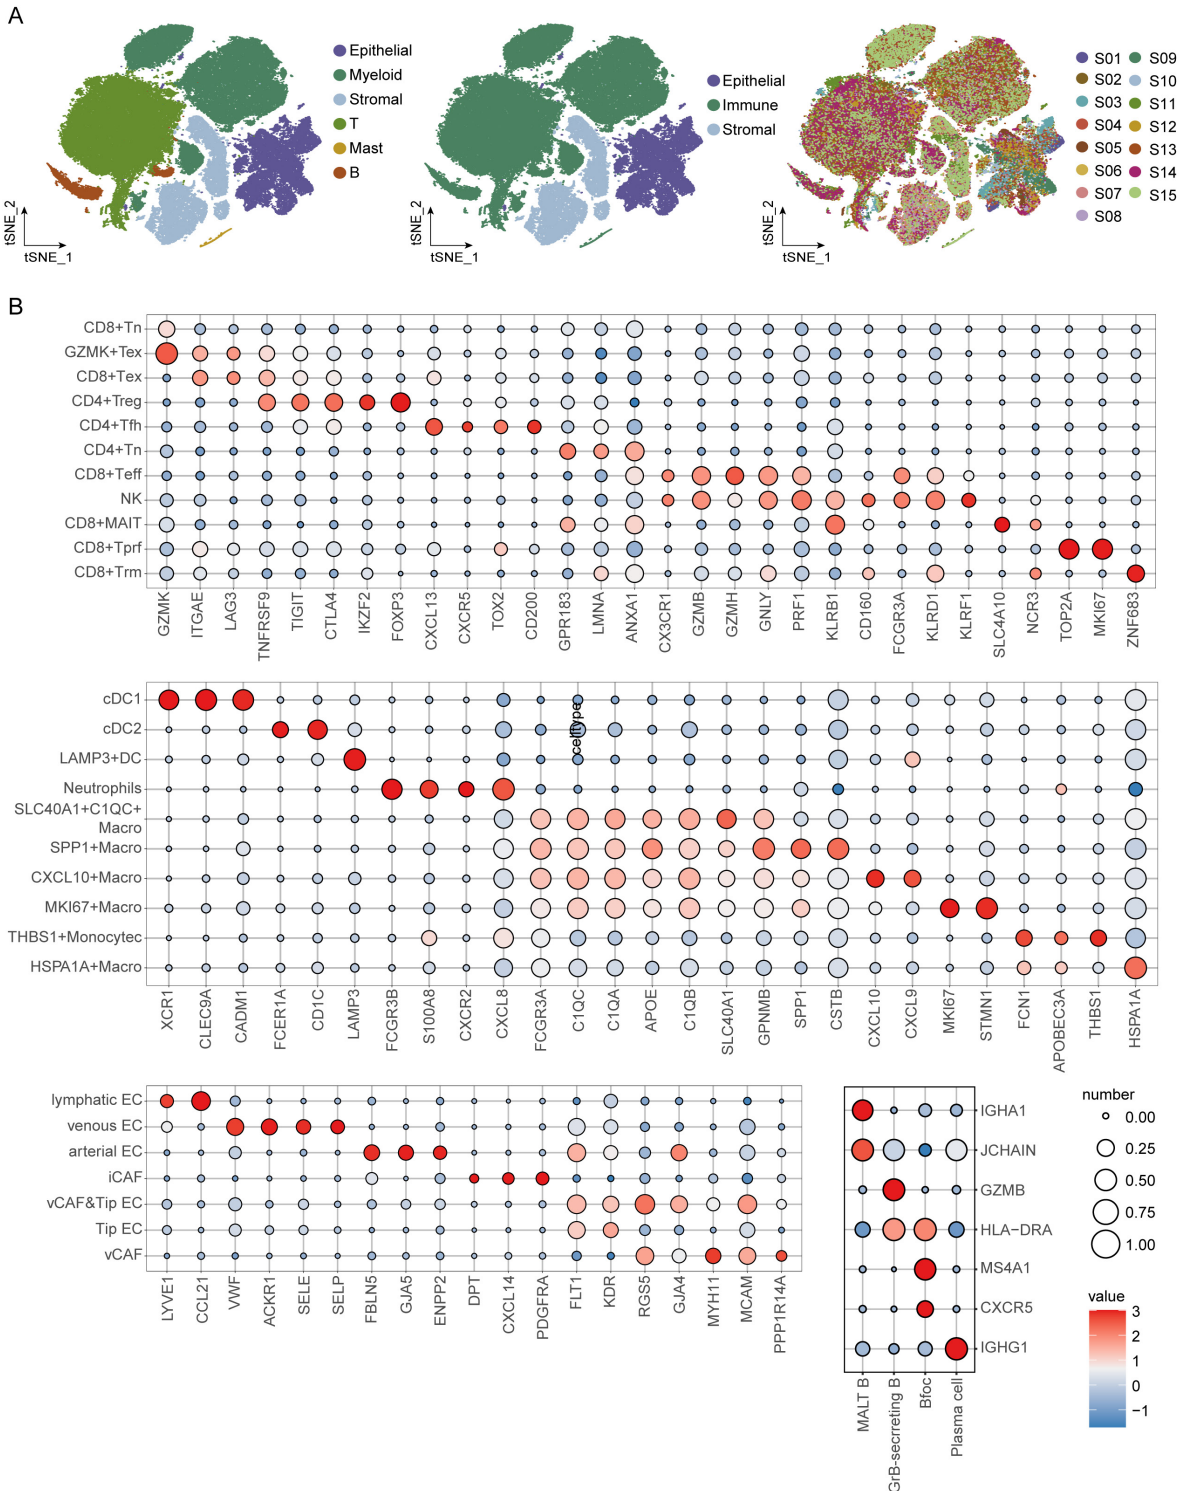 A
Epithelial
Myeloid
Stromal
T
Mast
B
tSNE_2
tSNE_1
Epithelial
Immune
Stromal
tSNE_2
tSNE_1
S01
S02
S03
S04
S05
S06
S07
S08
S09
S10
S11
S12
S13
S14
S15
tSNE_2
tSNE_1
B
CD8+Tn
GZMK+Tex
CD8+Tex
CD4+Treg
CD4+Tfh
CD4+Tn
CD8+Teff
NK
CD8+MAIT
CD8+Tprf
CD8+Trm
GZMK
ITGAE
LAG3
TNFRSF9
TIGIT
CTLA4
IKZF2
FOXP3
CXCL13
CXCR5
TOX2
CD200
GPR183
LMNA
ANXA1
CX3CR1
GZMB
GZMH
GNLY
PRF1
KLRB1
CD160
FCGR3A
KLRD1
KLRF1
SLC4A10
NCR3
TOP2A
MKI67
ZNF683
cDC1
cDC2
LAMP3+DC
Neutrophils
SLC40A1+C1QC+
Macro
SPP1+Macro
CXCL10+Macro
MKI67+Macro
THBS1+Monocytec
HSPA1A+Macro
celltype
XCR1
CLEC9A
CADM1
FCER1A
CD1C
LAMP3
FCGR3B
S100A8
CXCR2
CXCL8
FCGR3A
C1QC
C1QA
APOE
C1QB
SLC40A1
GPNMB
SPP1
CSTB
CXCL10
CXCL9
MKI67
STMN1
FCN1
APOBEC3A
THBS1
HSPA1A
lymphatic EC
venous EC
arterial EC
iCAF
vCAF&Tip EC
Tip EC
vCAF
LYVE1
CCL21
VWF
ACKR1
SELE
SELP
FBLN5
GJA5
ENPP2
DPT
CXCL14
PDGFRA
FLT1
KDR
RGS5
GJA4
MYH11
MCAM
PPP1R14A
IGHA1
JCHAIN
GZMB
HLA−DRA
MS4A1
CXCR5
IGHG1
MALT B
GrB-secrreting B
Bfoc
Plasma cell
number
0.00
0.25
0.50
0.75
1.00
value
3
2
1
0
−1